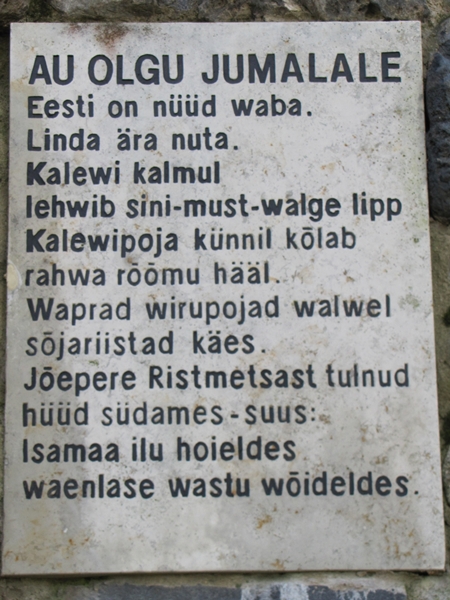 AU OLGU JUMALALE
Eesti on nüüd waba.
Linda ära nuta.
Kalewi kalmul
lehwib sini-must-walge lipp
Kalewipoja künnil kõlab
rahwa rõõmu hääl.
Waprad wirupojad walwel
sõjariistad käes.
Jõepere Ristmetsast tulnud
hüüd südames-suus:
Isamaa ilu hoieldes
waenlase wastu wõideldes.